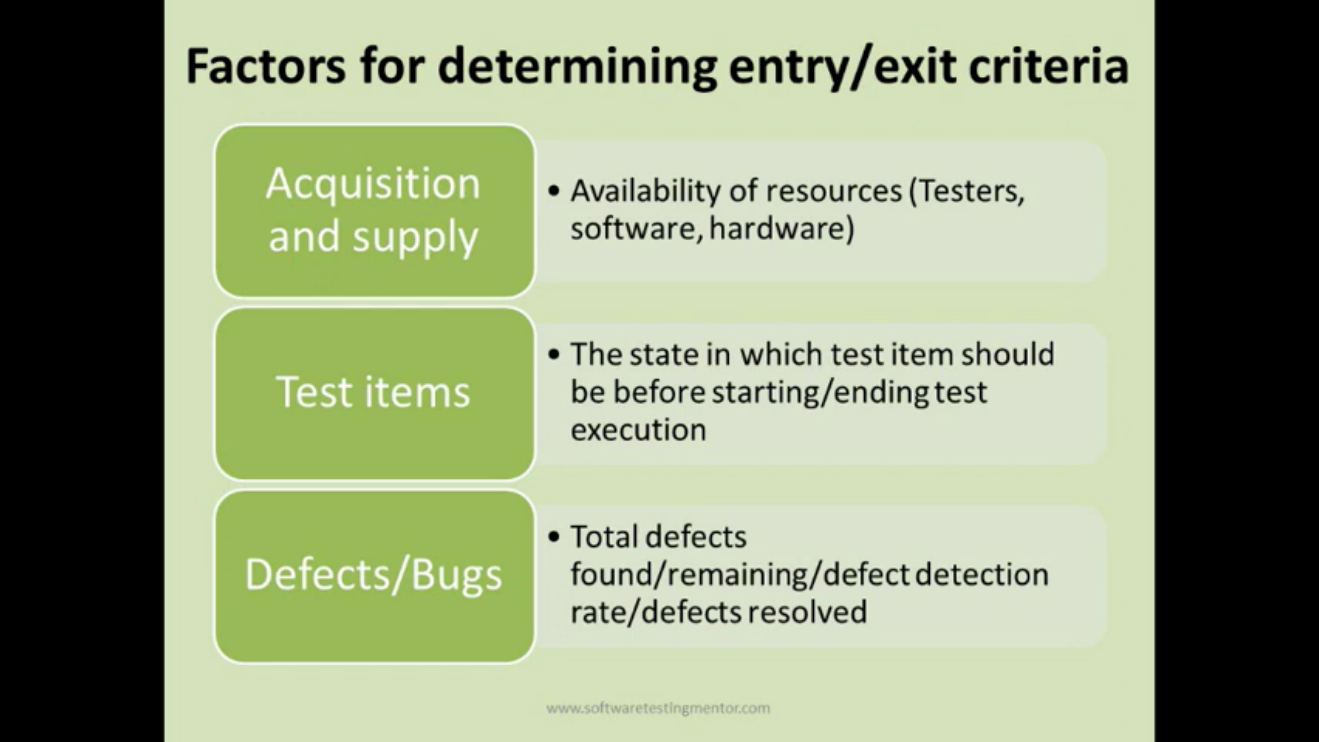 Factors for determining entry/exit criteria
Acquisition
and supply
• Availability of resources (Testers,
software, hardware)
Test items
• The state in which test item should
be before starting/ending test
execution
Defects/Bugs
• Total defects
found/remaining/defect detection
rate/defects resolved
www.softwaretestingmentor.com